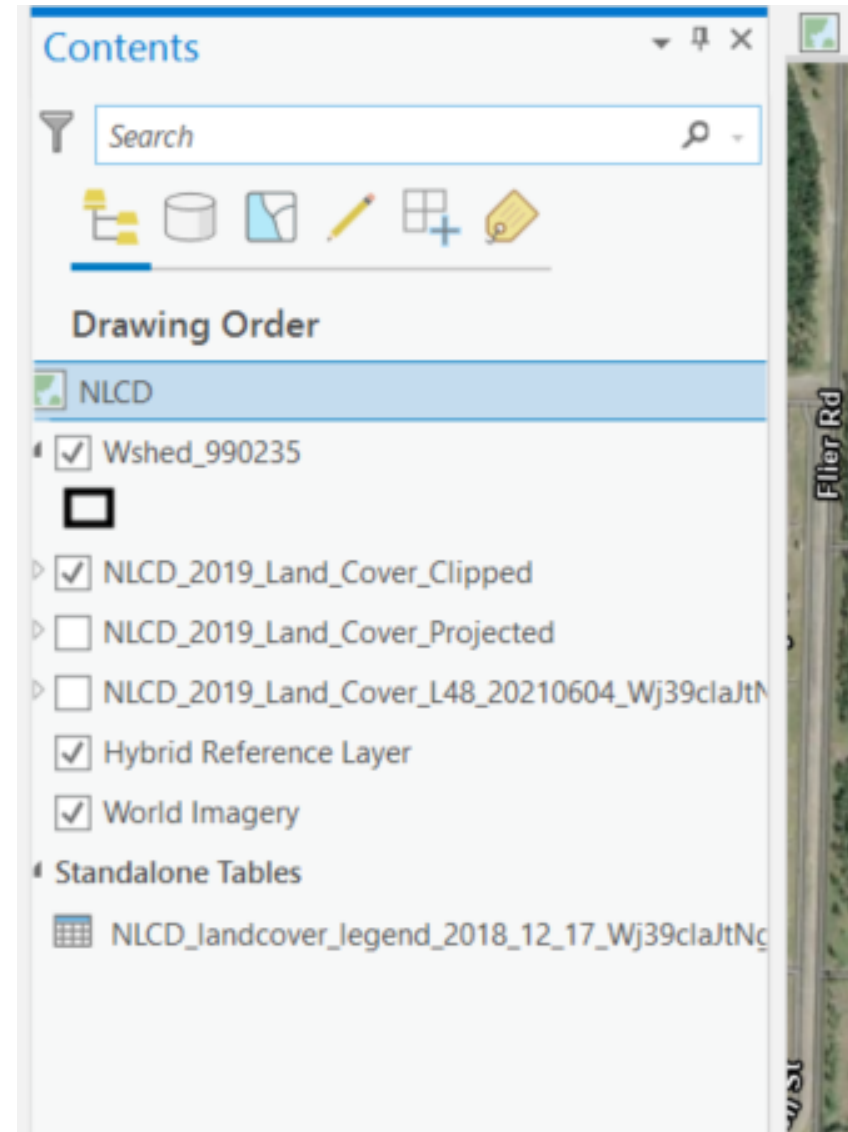 Contents
Search
Drawing Order
NLCD
Wshed_990235
NLCD_2019_Land_Cover_Clipped
NLCD_2019_Land_Cover_Projected
NLCD_2019_Land_Cover_L48_20210604_Wj39claJtN
Hybrid Reference Layer
World Imagery
Standalone Tables
NLCD_landcover_legend_2018_12_17_Wj39claJtNg
Flier Rd
St